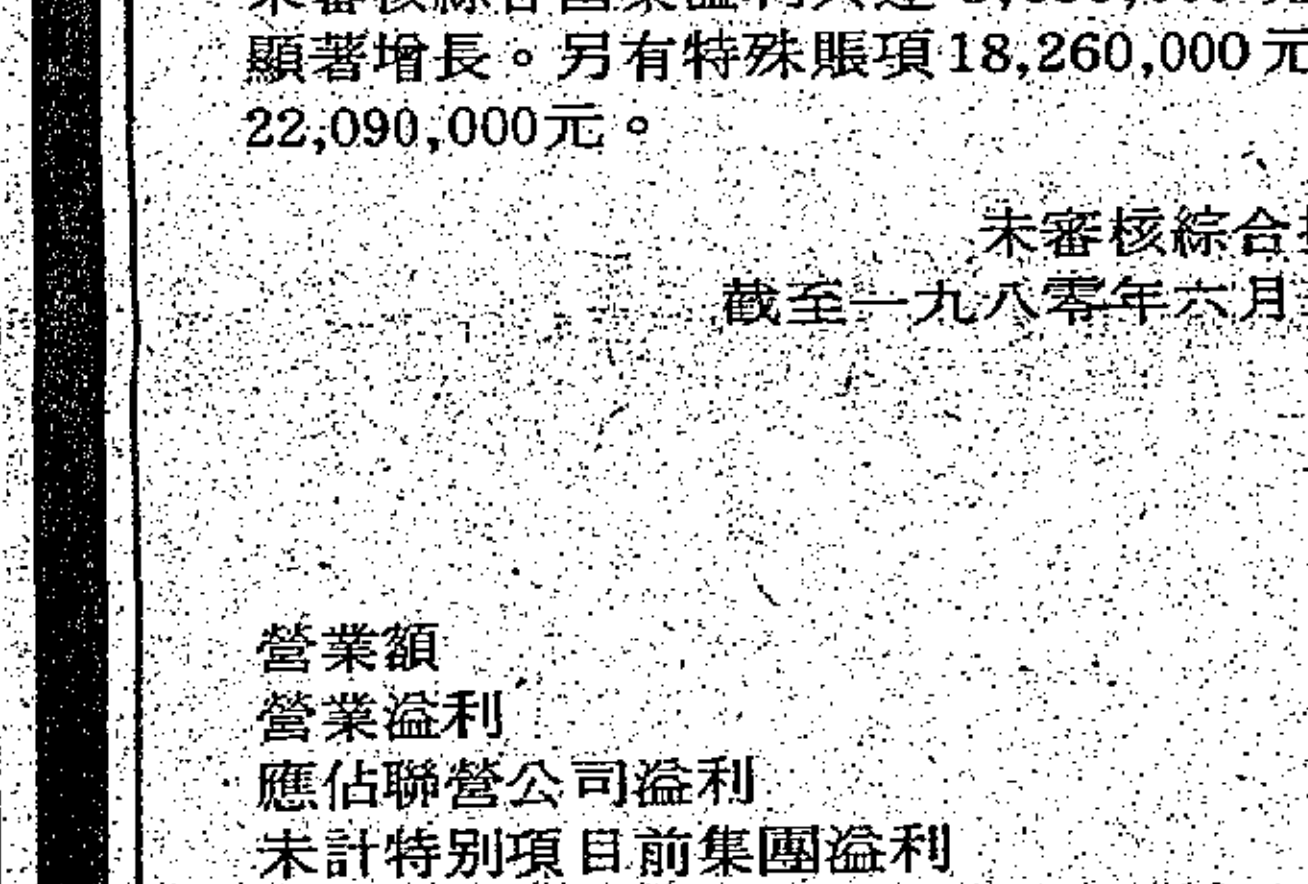 顯著增長。另有特殊賬項18,260,000元
22,090,000元。
未審核綜合
截至一九八零年六月
營業額
營業溢利
應佔聯營公司溢利
未計特別項目前集團溢利